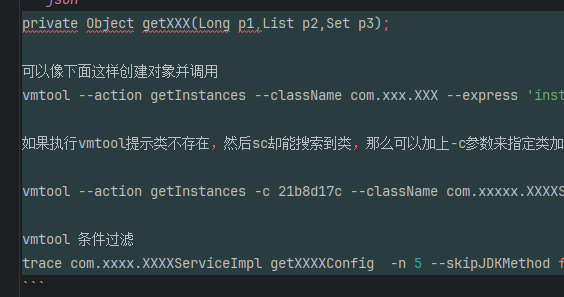 json
private Object getXXX(Long p1,List p2,Set p3);
可以像下面这样创建对象并调用
vmtool --action getInstances --className com.xxx.XXX --express 'inst
如果执行vmtool提示类不存在，然后sc却能搜索到类，那么可以加上-c参数来指定类加
vmtool --action getInstances -c 21b8d17c --className com.xxxxx.XXXXS
vmtool 条件过滤
trace com.xxxx.XXXXServiceImpl getXXXXConfig  -n 5 --skipJDKMethod f
```